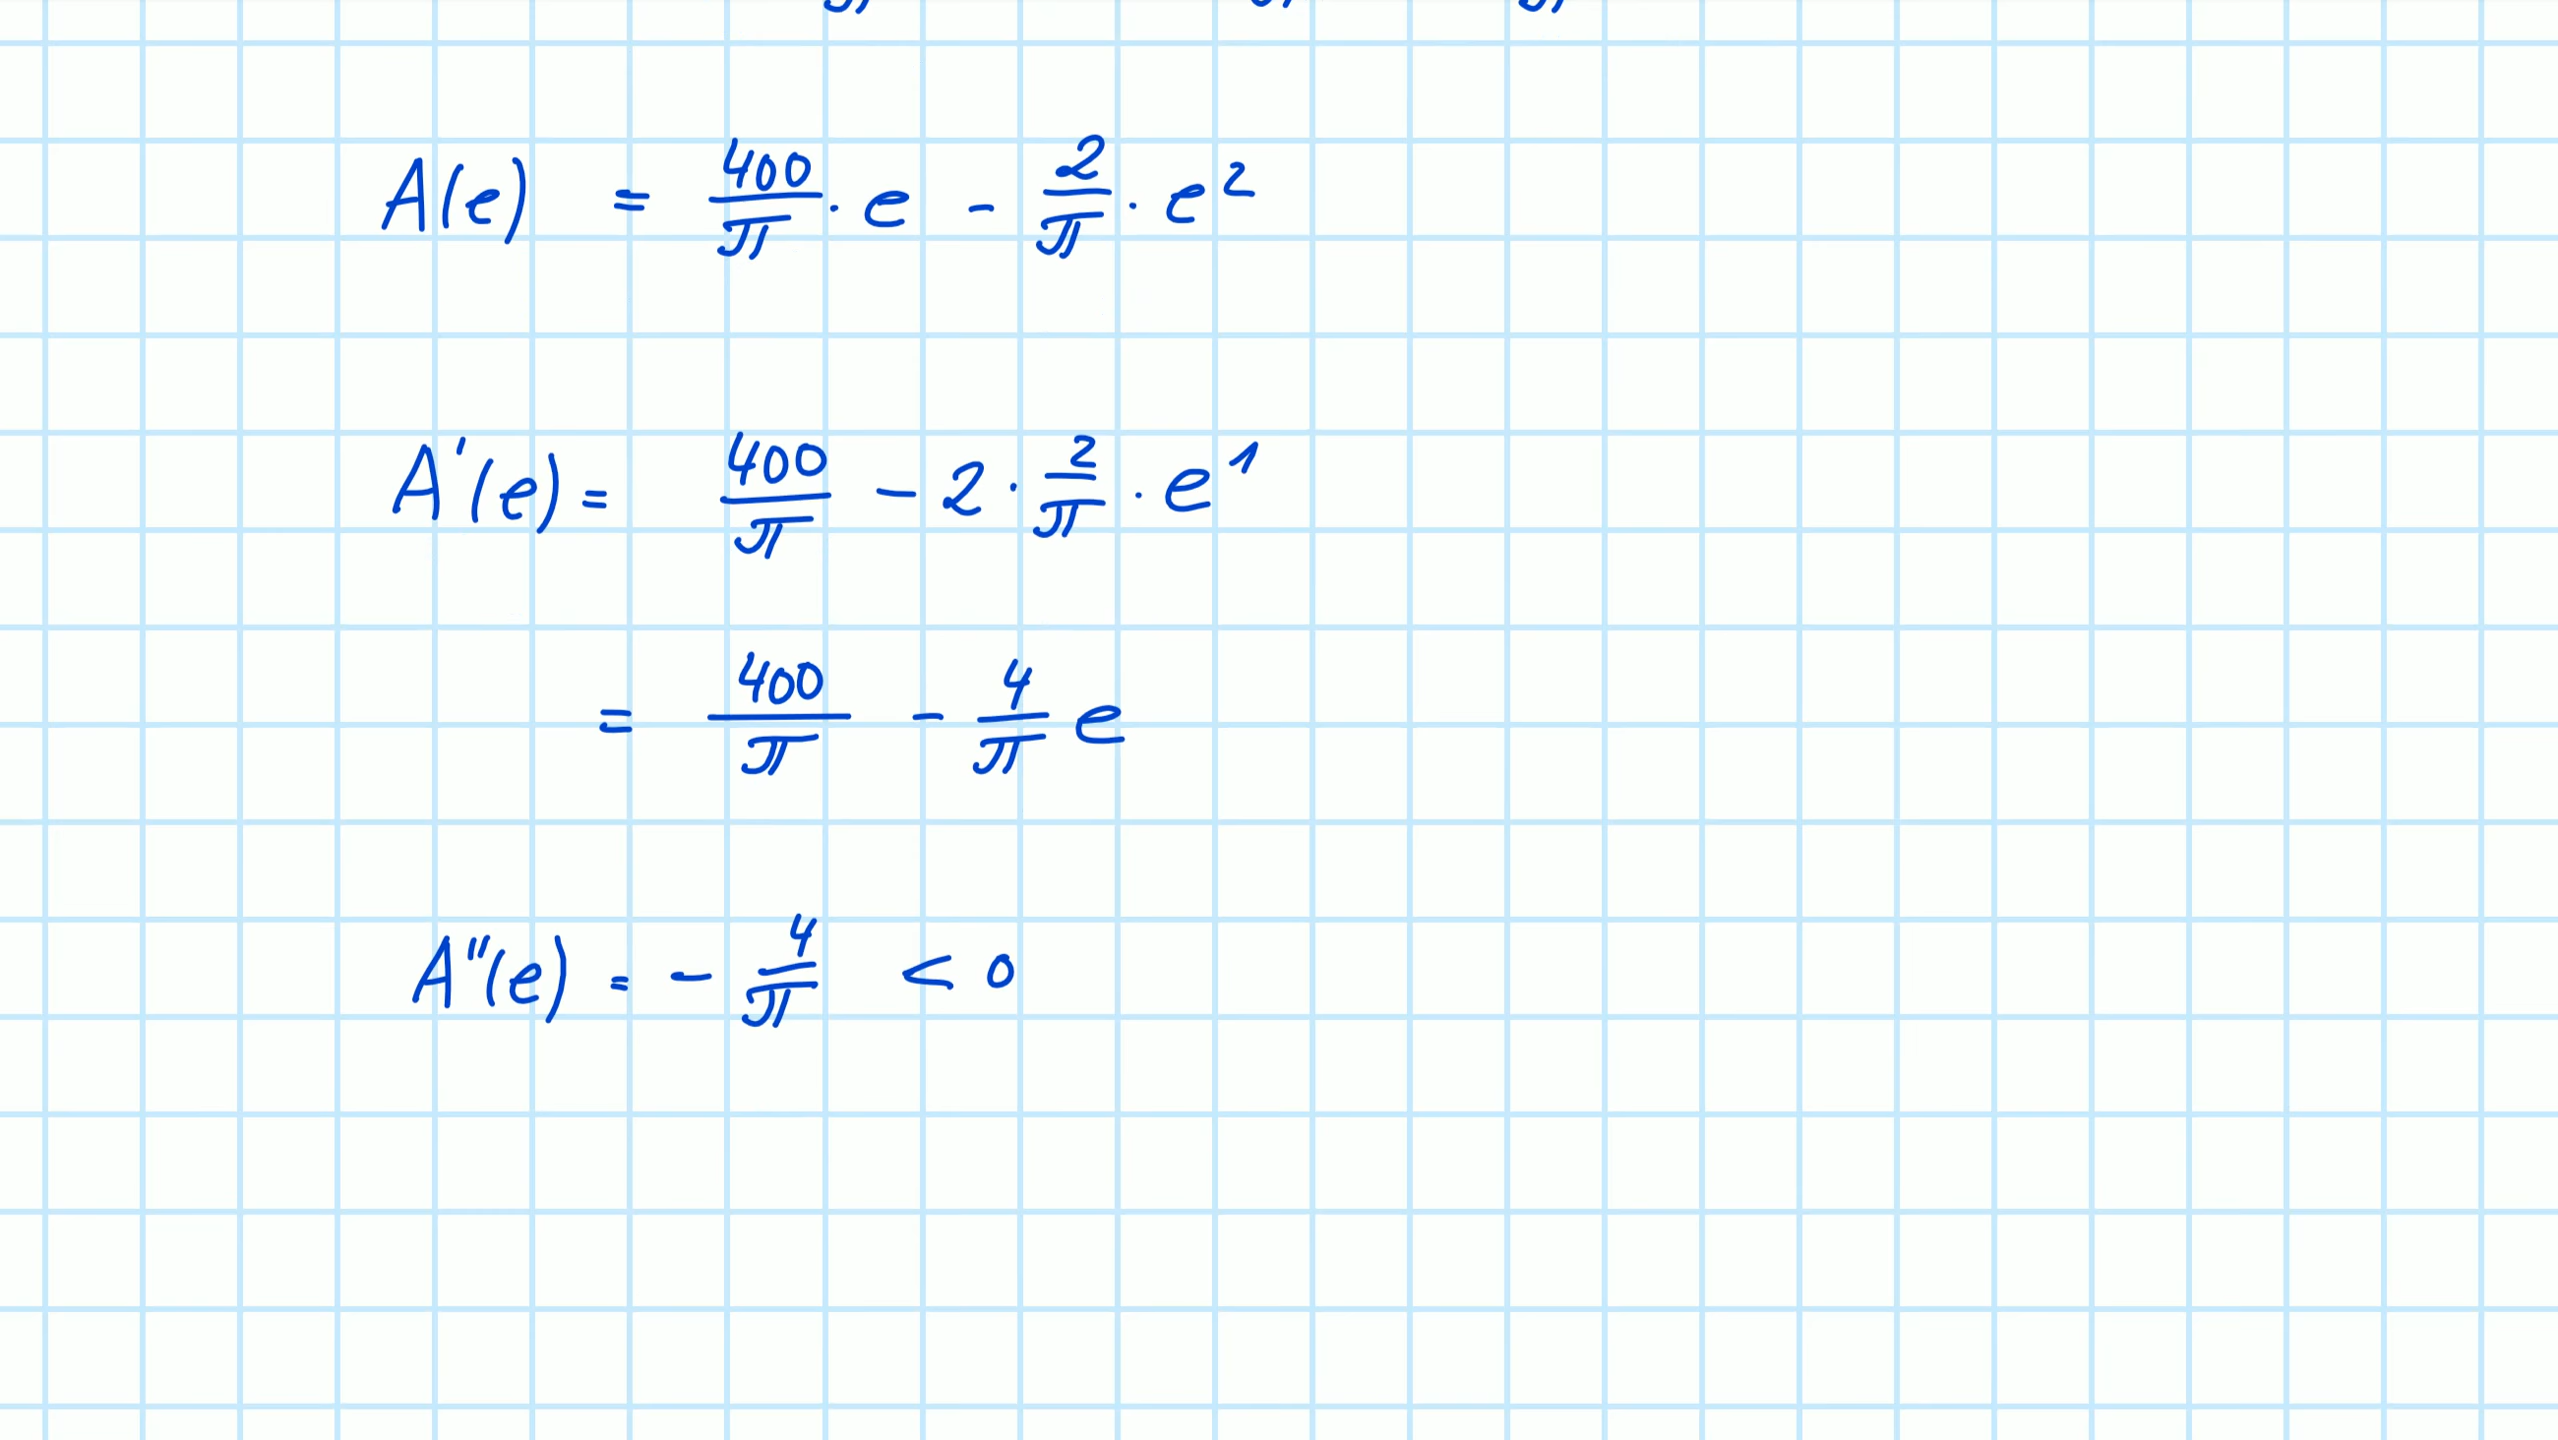 A(e) = 400/π · e - 2/π · e²
A'(e) = 400/π - 2 · 2/π · e¹
= 400/π - 4/π e
A''(e) = - 4/π < 0